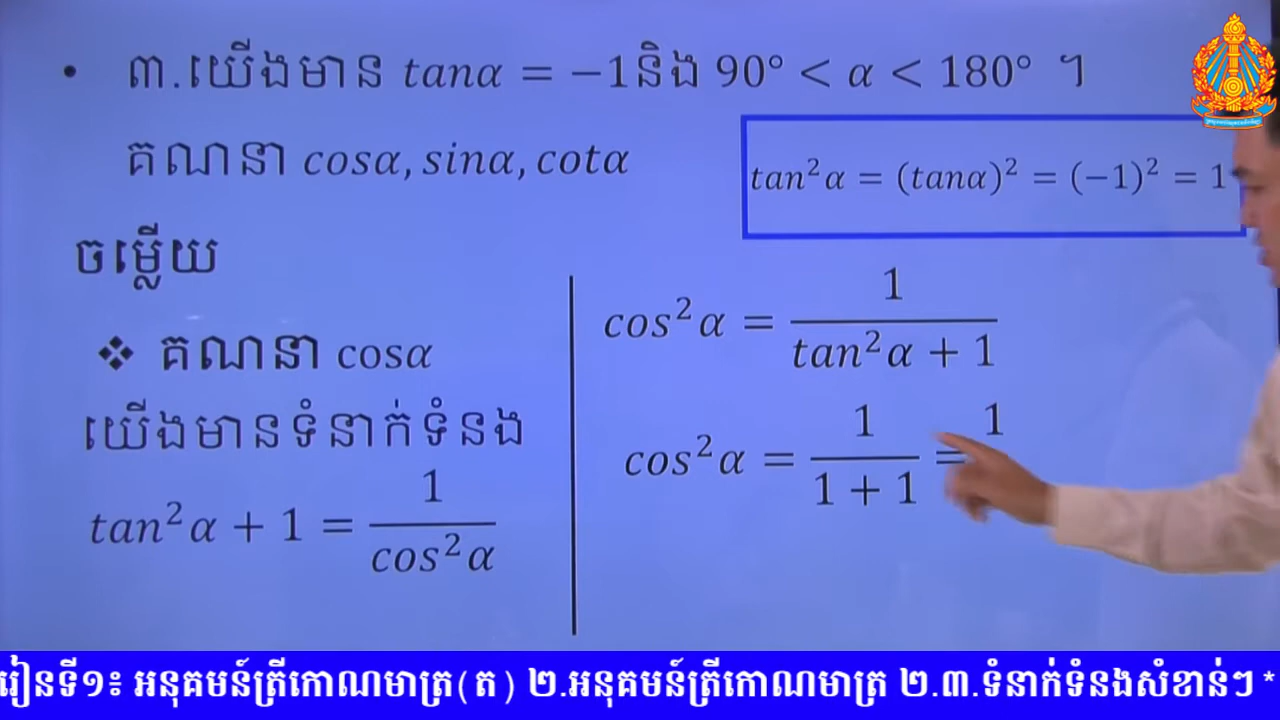 • ៣.យើងមាន tanα = −1និង 90° < α < 180° ។
គណនា cosα, sinα, cotα
tan²α = (tanα)² = (−1)² = 1
ចម្លើយ
❖ គណនា cosα
យើងមានទំនាក់ទំនង
tan²α + 1 = 1/cos²α
cos²α = 1/(tan²α + 1)
cos²α = 1/(1 + 1) = 1
រៀនទី១៖ អនុគមន៍ត្រីកោណមាត្រ(ត) ២.អនុគមន៍ត្រីកោណមាត្រ ២.៣.ទំនាក់ទំនងសំខាន់ៗ *